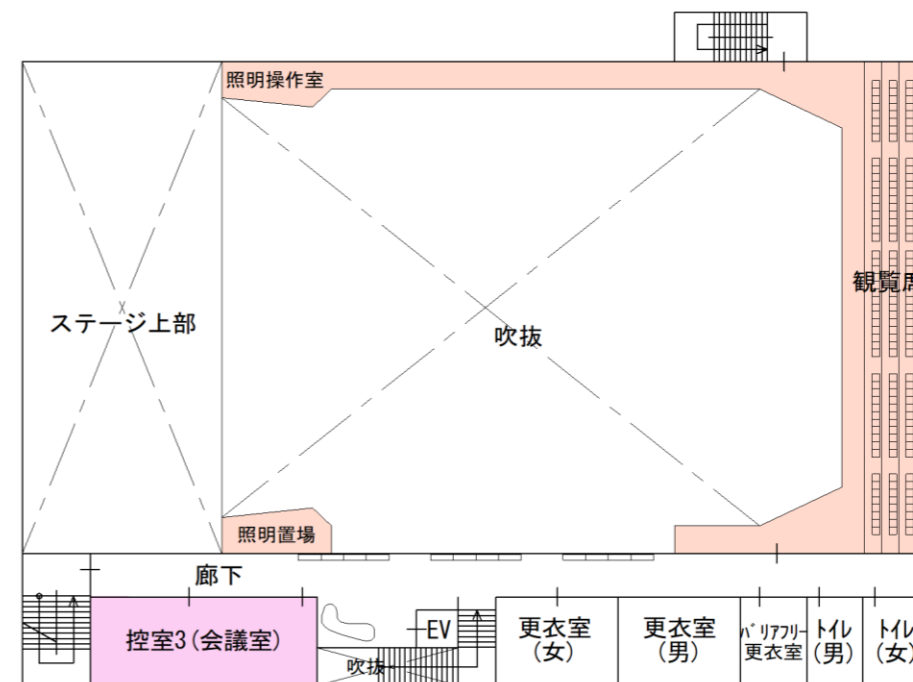 照明操作室
観覧席
ステージ上部
吹抜
照明置場
廊下
控室3(会議室)
吹抜
EV
更衣室
(女)
更衣室
(男)
バリアフリー
更衣室
トイレ
(男)
トイレ
(女)